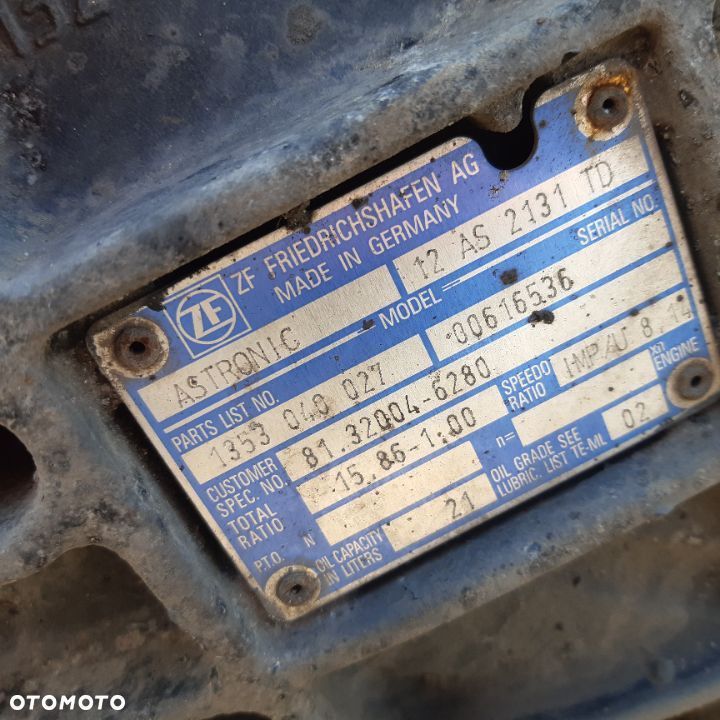 ZF FRIEDRICHSHAFEN AG
MADE IN GERMANY
ZF
ASTRONIC
MODEL
12 AS 2131 TD
PARTS LIST NO.
SERIAL NO.
1353 040 027
00616536
CUSTOMER SPEC. NO.
81.32004-6280
SPEEDO RATIO
IMP/U 8,14
XIT ENGINE
TOTAL RATIO
15.86-1.00
P.T.O.
N
n=
OIL CAPACITY IN LITERS
21
OIL GRADE SEE LUBRIC. LIST TE-ML
02
OTOMOTO